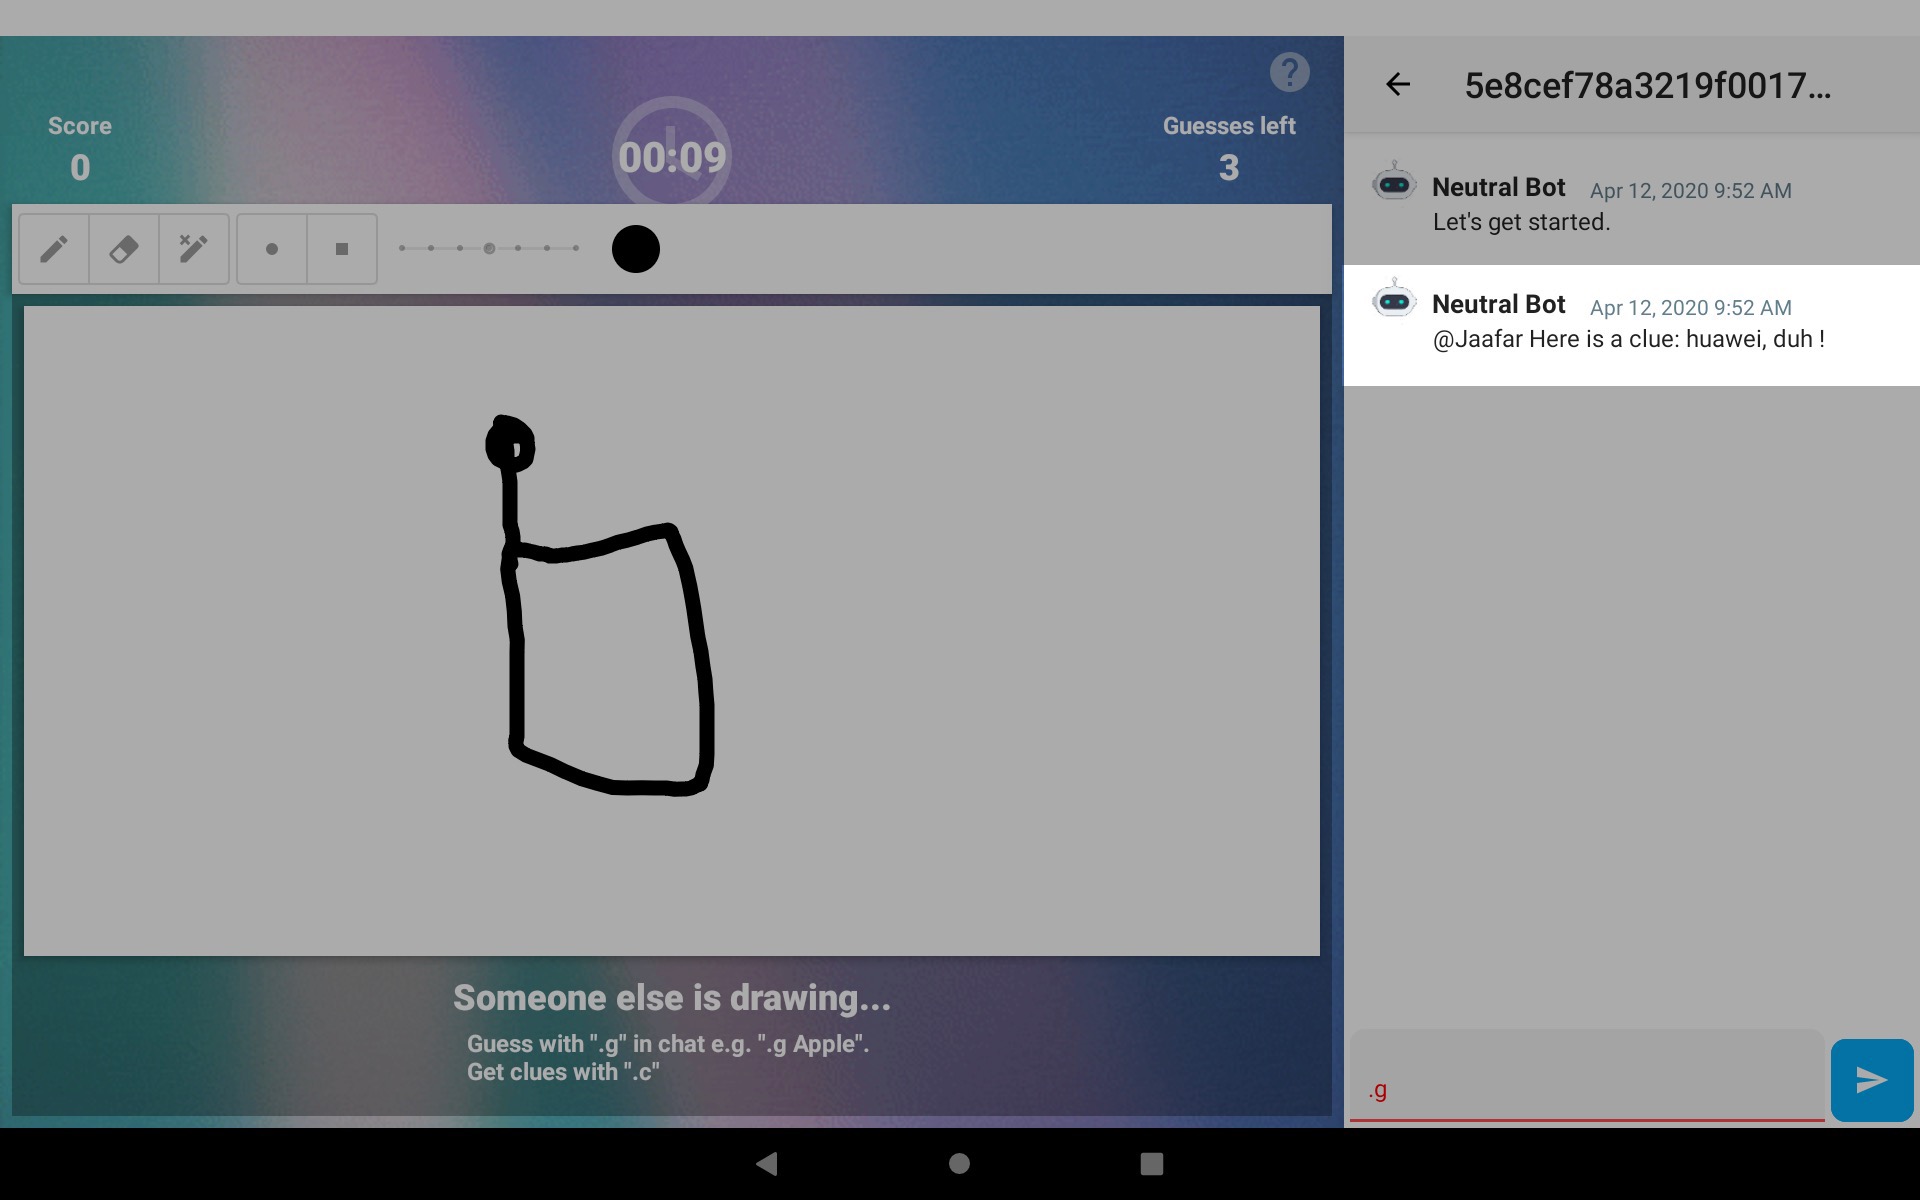 Score
0
00:09
?
Guesses left
3
Someone else is drawing...
Guess with ".g" in chat e.g. ".g Apple".
Get clues with ".c"
5e8cef78a3219f0017...
Neutral Bot Apr 12, 2020 9:52 AM
Let's get started.
Neutral Bot Apr 12, 2020 9:52 AM
@Jaafar Here is a clue: huawei, duh !
.g